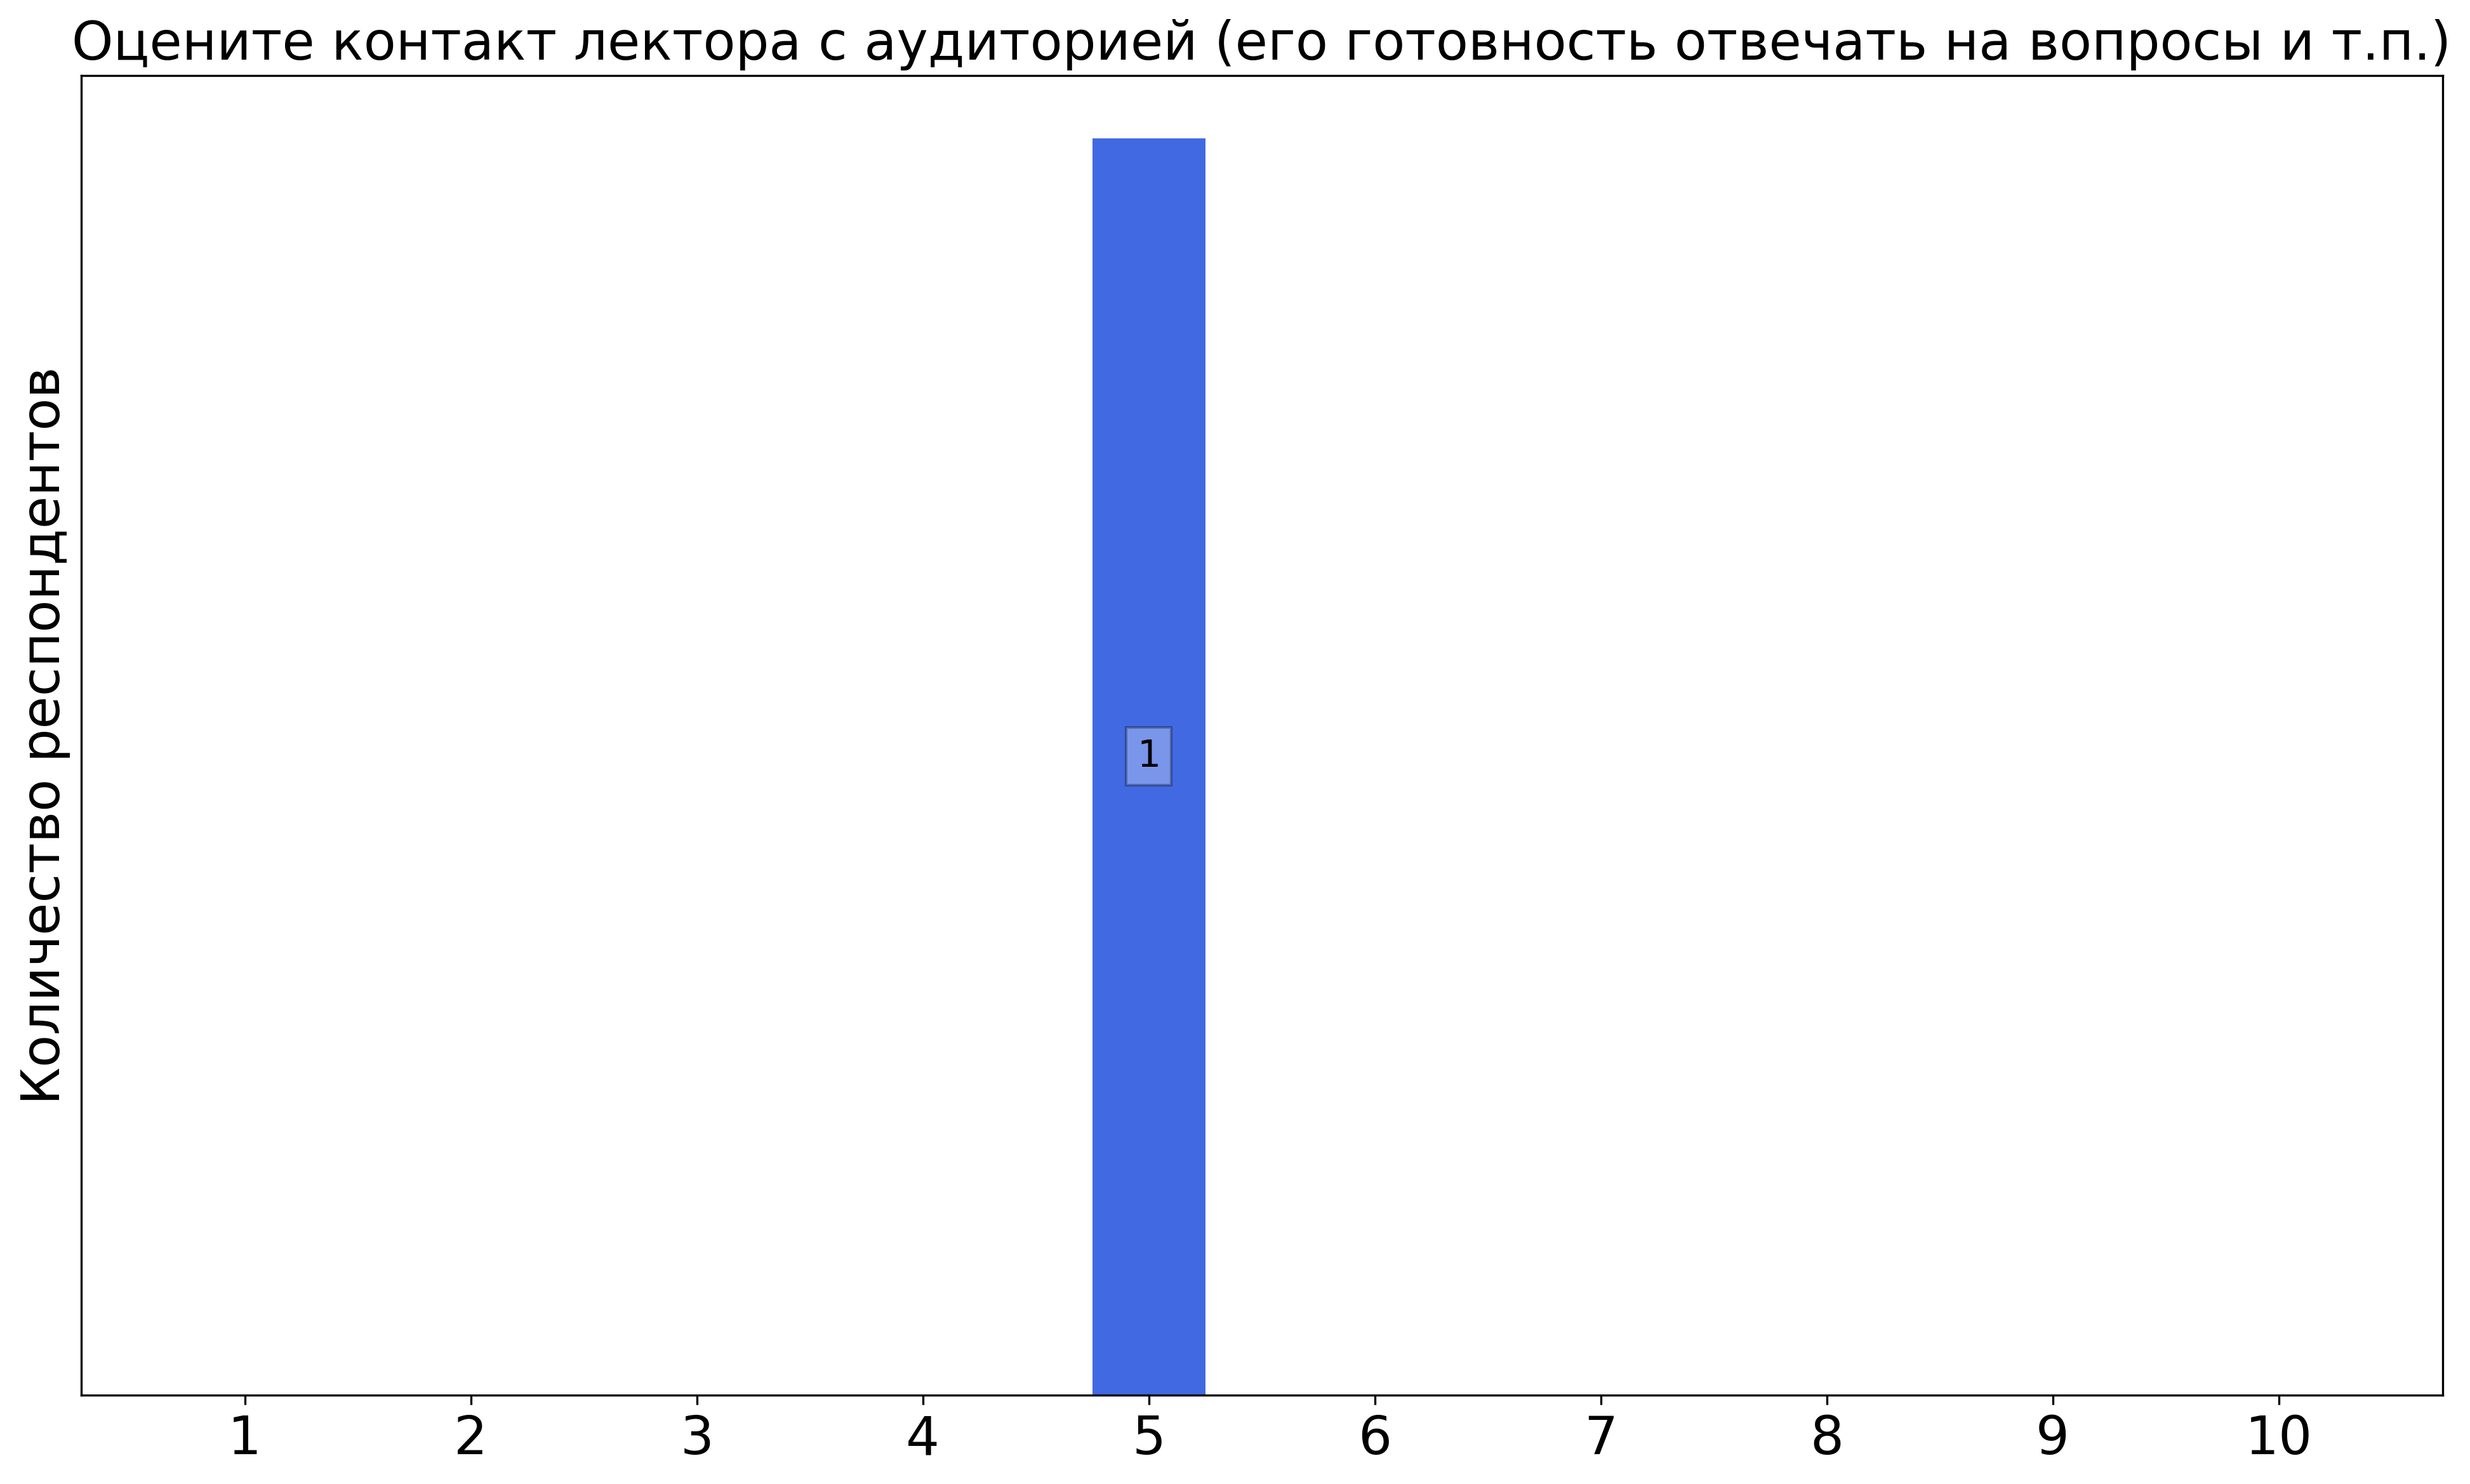 Оцените контакт лектора с аудиторией (его готовность отвечать на вопросы и т.п.)
Количество респондентов
1
1 2 3 4 5 6 7 8 9 10